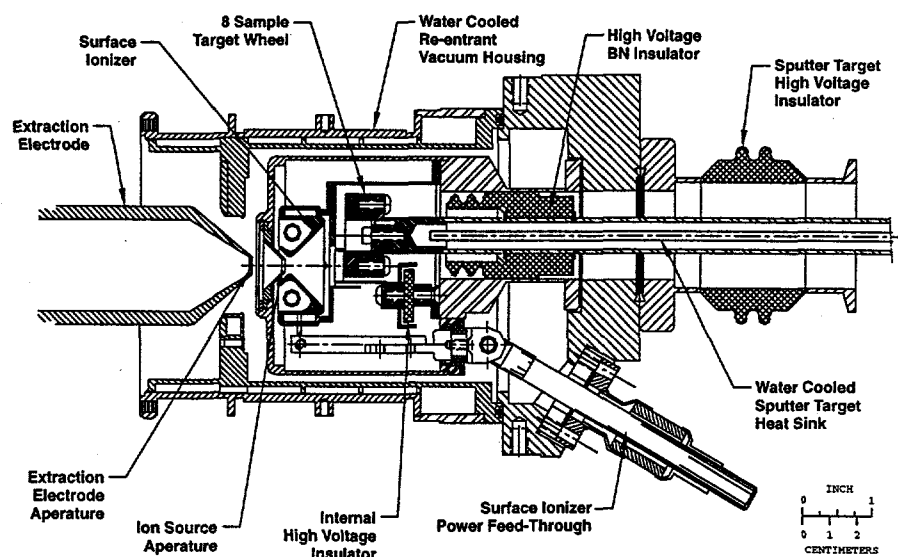 8 Sample
Target Wheel
Water Cooled
Re-entrant
Vacuum Housing
High Voltage
BN Insulator
Surface
Ionizer
Sputter Target
High Voltage
Insulator
Extraction
Electrode
Water Cooled
Sputter Target
Heat Sink
Extraction
Electrode
Aperature
Ion Source
Aperature
Internal
High Voltage
Insulator
Surface Ionizer
Power Feed-Through
INCH
0 1
0 1 2
CENTIMETERS